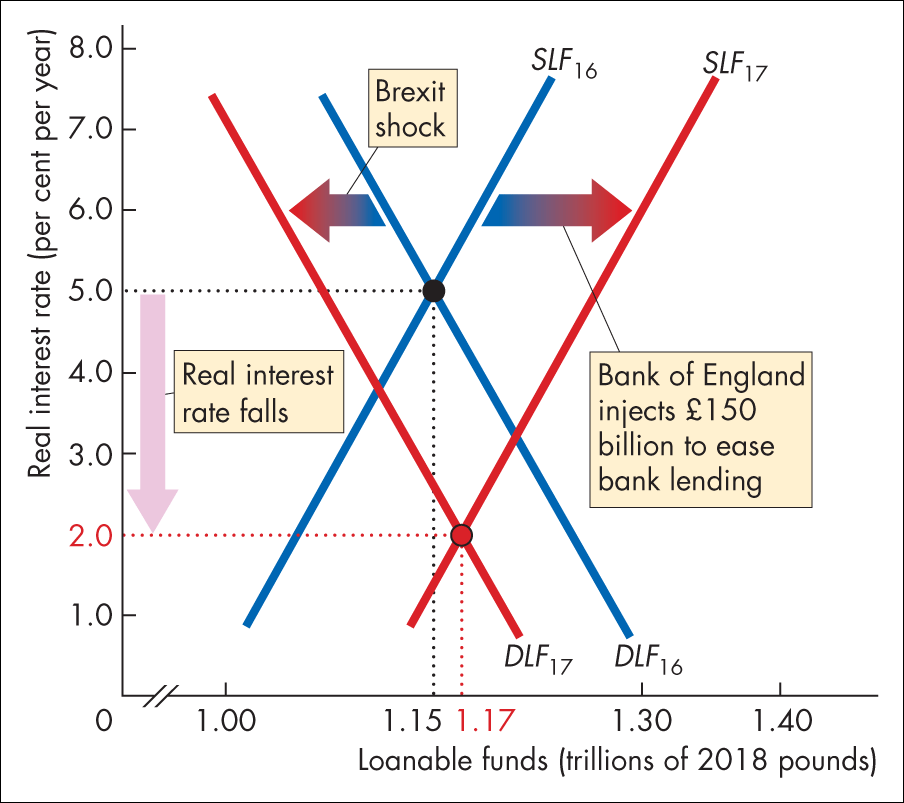 Real interest rate (per cent per year)
8.0
7.0
6.0
5.0
4.0
3.0
2.0
1.0
0
SLF16
SLF17
Brexit
shock
Real interest
rate falls
Bank of England
injects £150
billion to ease
bank lending
DLF17
DLF16
1.00
1.15
1.17
1.30
1.40
Loanable funds (trillions of 2018 pounds)